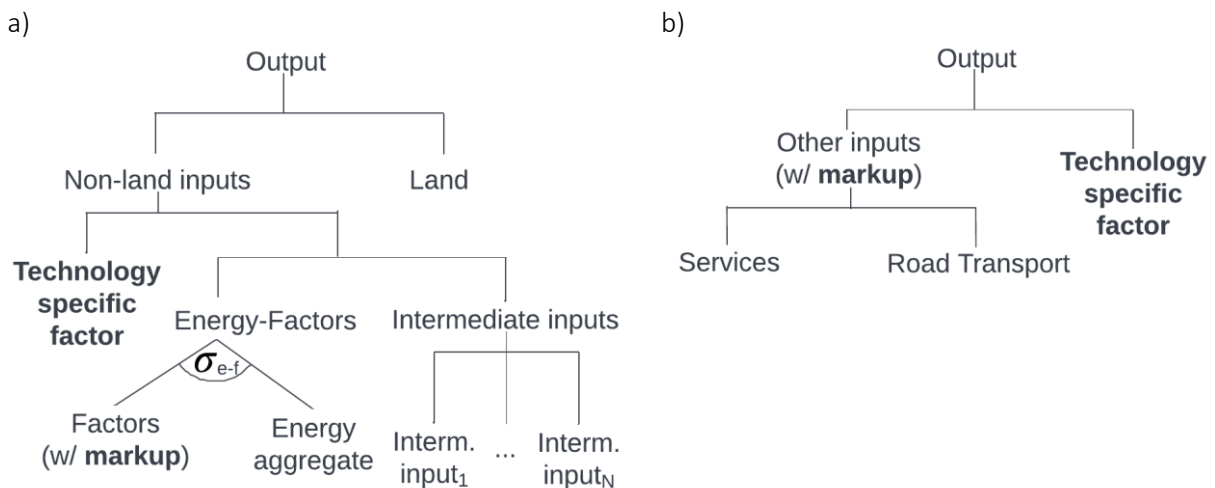 a)
Output
Non-land inputs
Land
Technology
specific
factor
Energy-Factors
Intermediate inputs
σe-f
Factors
(w/ markup)
Energy
aggregate
Interm.
input1
...
Interm.
inputN
b)
Output
Other inputs
(w/ markup)
Technology
specific
factor
Services
Road Transport